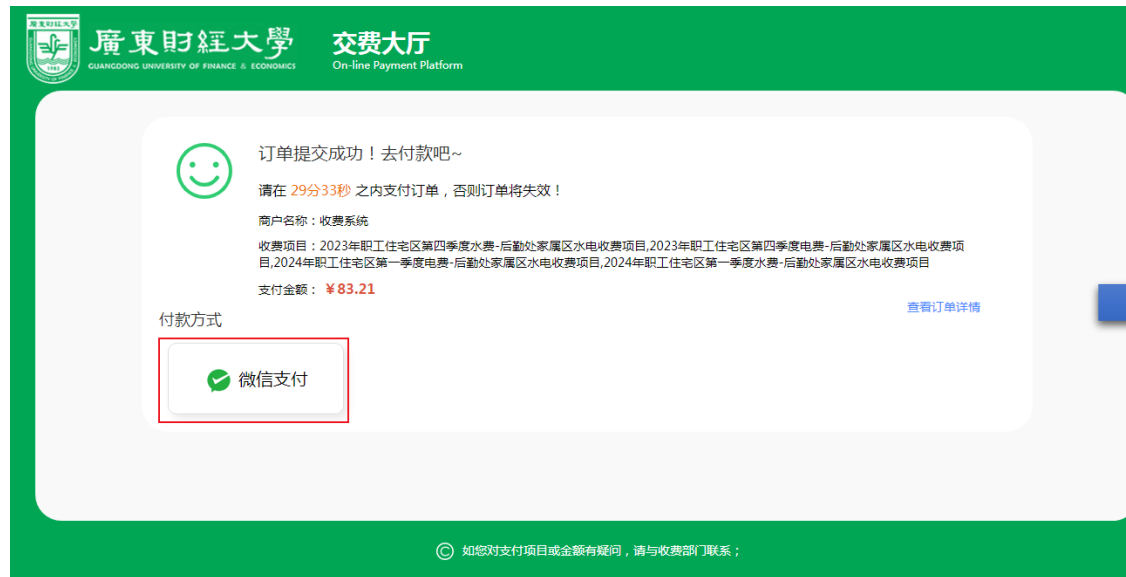 廣東財經大學
廣東財經大學
GUANGDONG UNIVERSITY OF FINANCE & ECONOMICS
1983
交费大厅
On-line Payment Platform
订单提交成功！去付款吧~
请在 29分33秒 之内支付订单，否则订单将失效！
商户名称：收费系统
收费项目：2023年职工住宅区第四季度水费-后勤处家属区水电收费项目,2023年职工住宅区第四季度电费-后勤处家属区水电收费项
目,2024年职工住宅区第一季度电费-后勤处家属区水电收费项目,2024年职工住宅区第一季度水费-后勤处家属区水电收费项目
支付金额：￥83.21
查看订单详情
付款方式
微信支付
© 如您对支付项目或金额有疑问，请与收费部门联系；